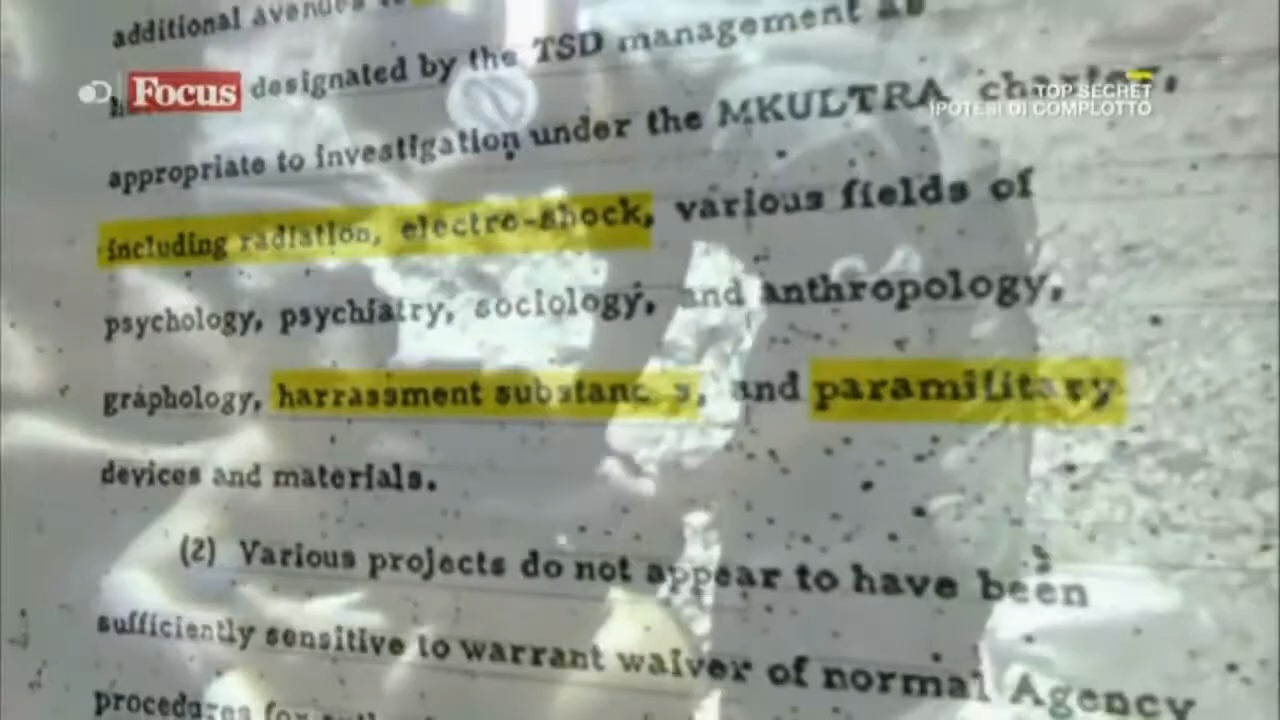 additional avenues
Focus
designated by the TSD management as
TOP SECRET
IPOTESI DI COMPLOTTO
appropriate to investigation under the MKULTRA charter,
including radiation, electro-shock, various fields of
psychology, psychiatry, sociology, and anthropology,
graphology, harrassment substances, and paramilitary
devices and materials.
(2) Various projects do not appear to have been
sufficiently sensitive to warrant waiver of normal Agency
procedures for